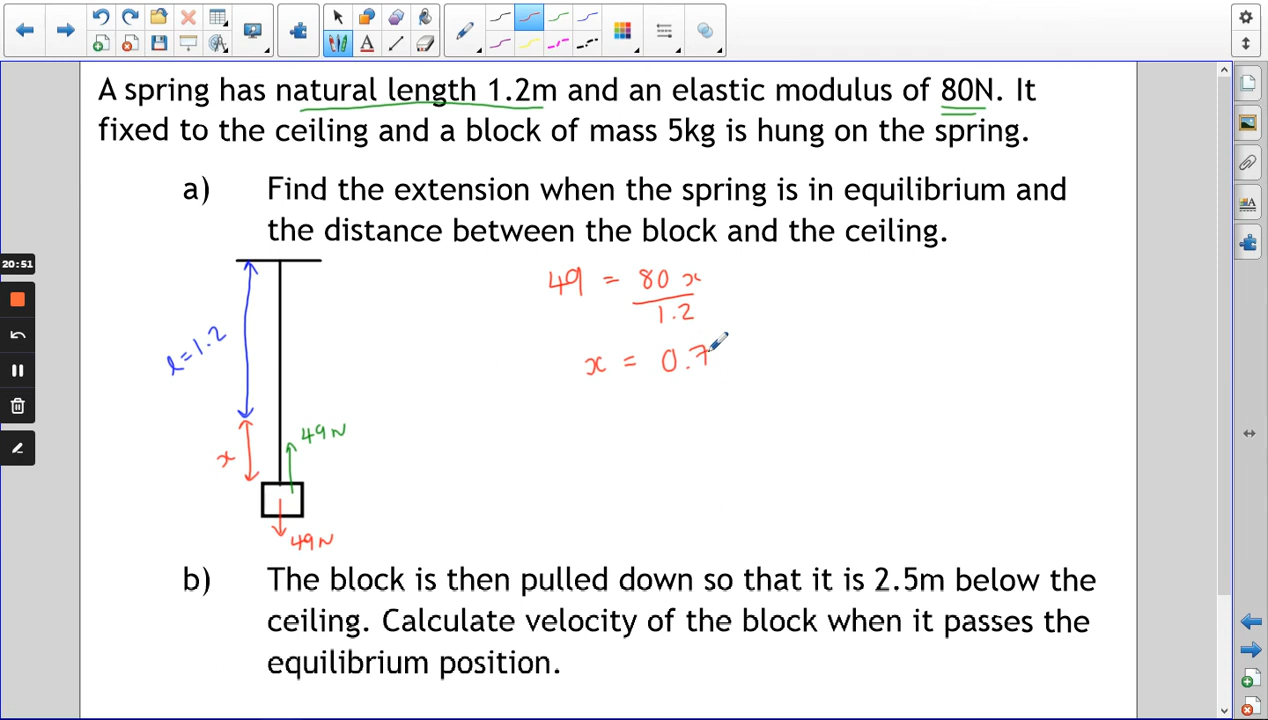 A spring has natural length 1.2m and an elastic modulus of 80N. It
fixed to the ceiling and a block of mass 5kg is hung on the spring.
a) Find the extension when the spring is in equilibrium and
the distance between the block and the ceiling.
20:51
49 = 80x
1.2
l=1.2
x = 0.7
49N
x
49N
b) The block is then pulled down so that it is 2.5m below the
ceiling. Calculate velocity of the block when it passes the
equilibrium position.